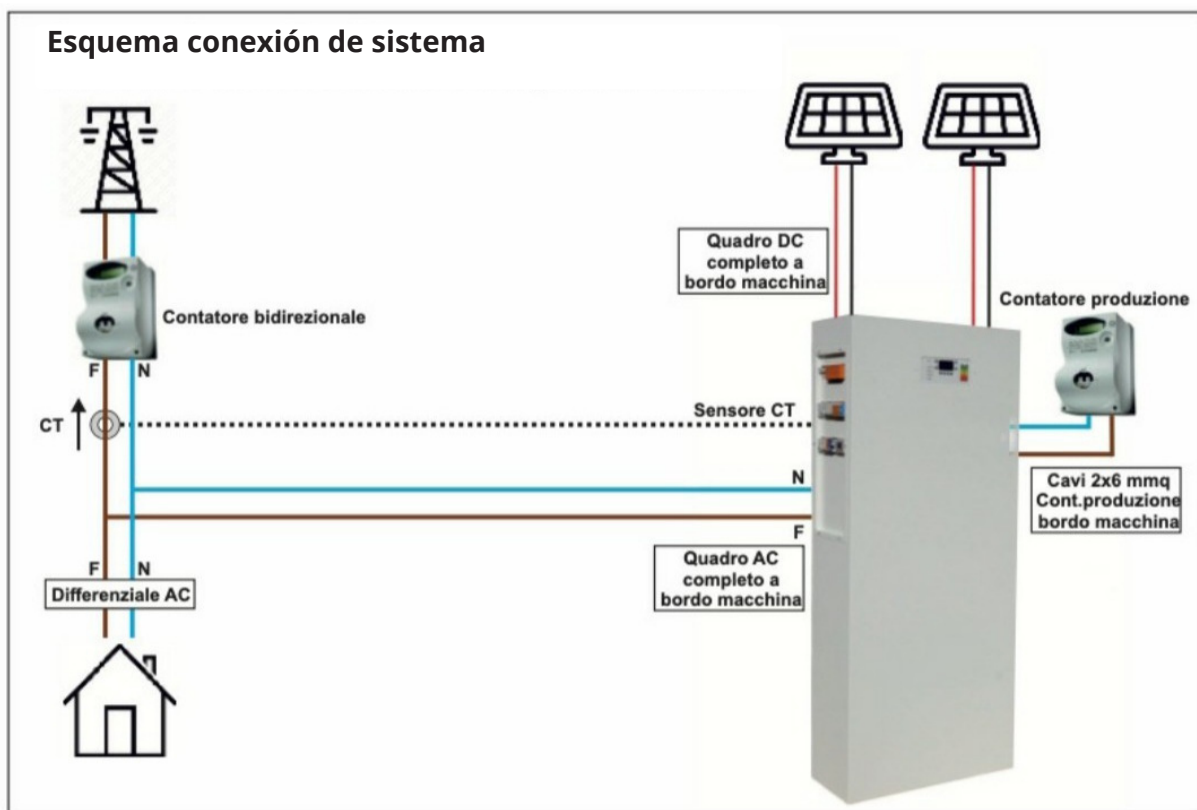 Esquema conexión de sistema
Quadro DC
completo a
bordo macchina
Contatore produzione
Contatore bidirezionale
F
N
CT
Sensore CT
N
F
Cavi 2x6 mmq
Cont.produzione
bordo macchina
Quadro AC
completo a
bordo macchina
F
N
Differenziale AC